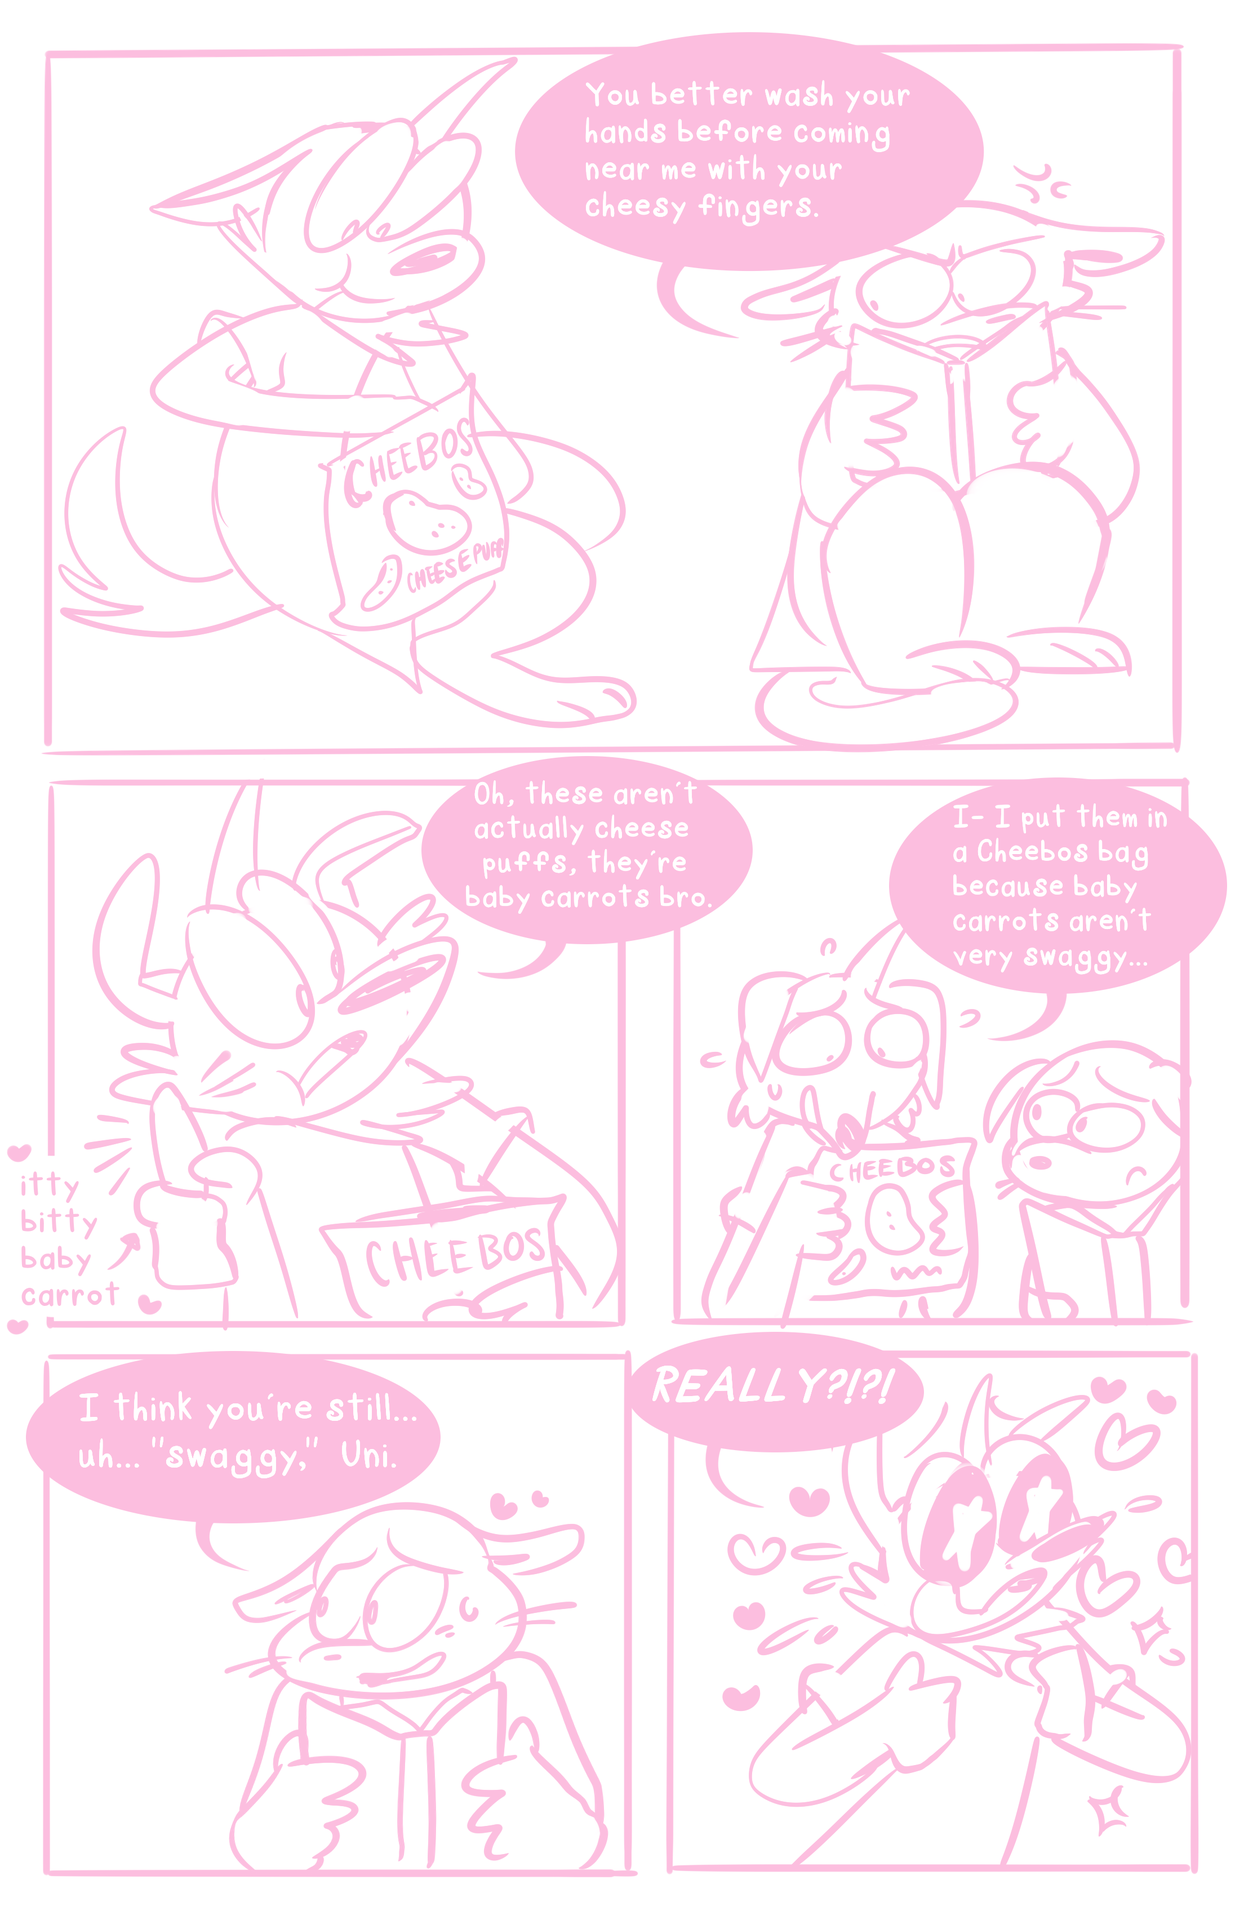 You better wash your
hands before coming
near me with your
cheesy fingers.
CHEEBOS
CHEESE PUFF
Oh, these aren't
actually cheese
puffs, they're
baby carrots bro.
itty
bitty
baby
carrot
CHEEBOS
I- I put them in
a Cheebos bag
because baby
carrots aren't
very swaggy...
CHEEBOS
I think you're still...
uh... "swaggy," Uni.
REALLY?!?!